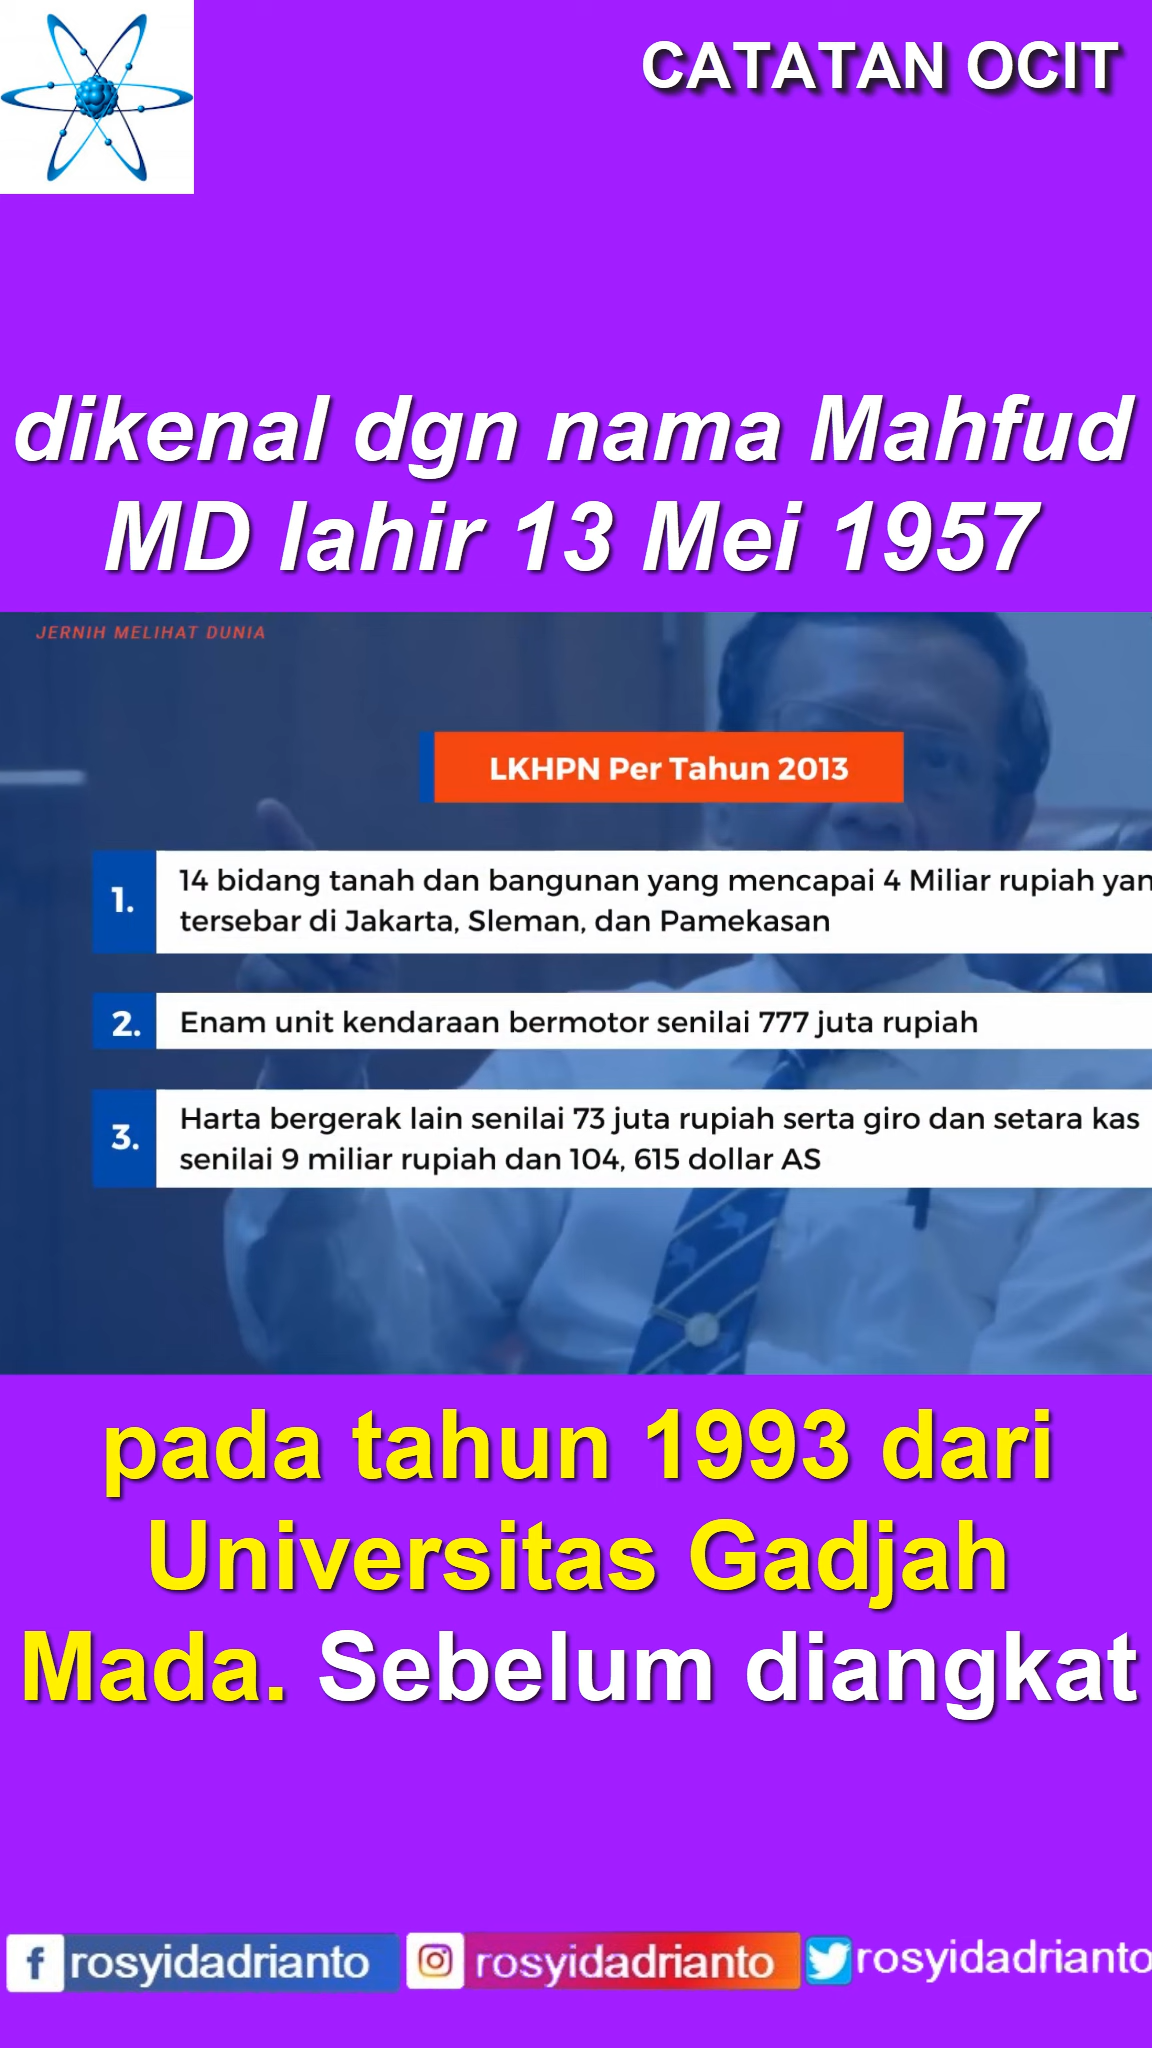 CATATAN OCIT
dikenal dgn nama Mahfud
MD lahir 13 Mei 1957
JERNIH MELIHAT DUNIA
LKHPN Per Tahun 2013
1.
14 bidang tanah dan bangunan yang mencapai 4 Miliar rupiah yan
tersebar di Jakarta, Sleman, dan Pamekasan
2.
Enam unit kendaraan bermotor senilai 777 juta rupiah
3.
Harta bergerak lain senilai 73 juta rupiah serta giro dan setara kas
senilai 9 miliar rupiah dan 104, 615 dollar AS
pada tahun 1993 dari
Universitas Gadjah
Mada. Sebelum diangkat
rosyidadrianto
rosyidadrianto
rosyidadrianto